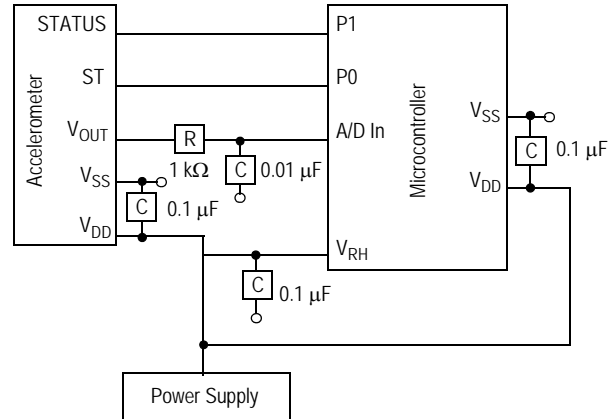 Accelerometer
STATUS
ST
VOUT
VSS
VDD
R
1 kΩ
C
0.01 µF
C
0.1 µF
C
0.1 µF
Microcontroller
P1
P0
A/D In
VRH
VSS
VDD
C
0.1 µF
Power Supply